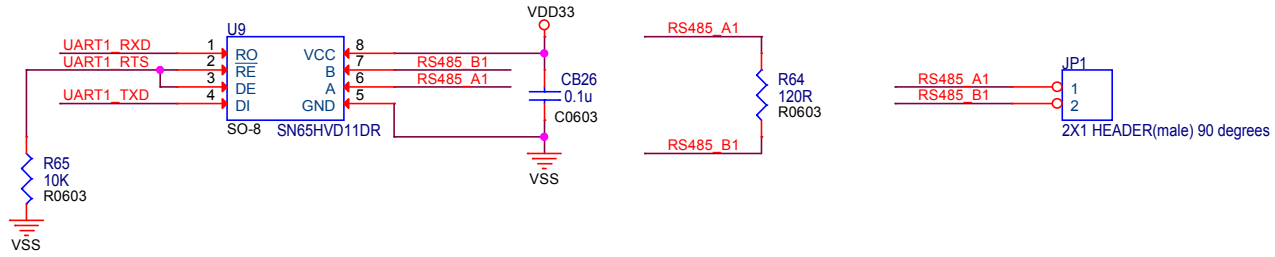 VDD33
U9
UART1_RXD 1 RO VCC 8
UART1_RTS 2 RE B 7 RS485_B1
3 DE A 6 RS485_A1
UART1_TXD 4 DI GND 5
SO-8 SN65HVD11DR
CB26
0.1u
C0603
VSS
R65
10K
R0603
VSS
RS485_A1
R64
120R
R0603
RS485_B1
JP1
RS485_A1 1
RS485_B1 2
2X1 HEADER(male) 90 degrees